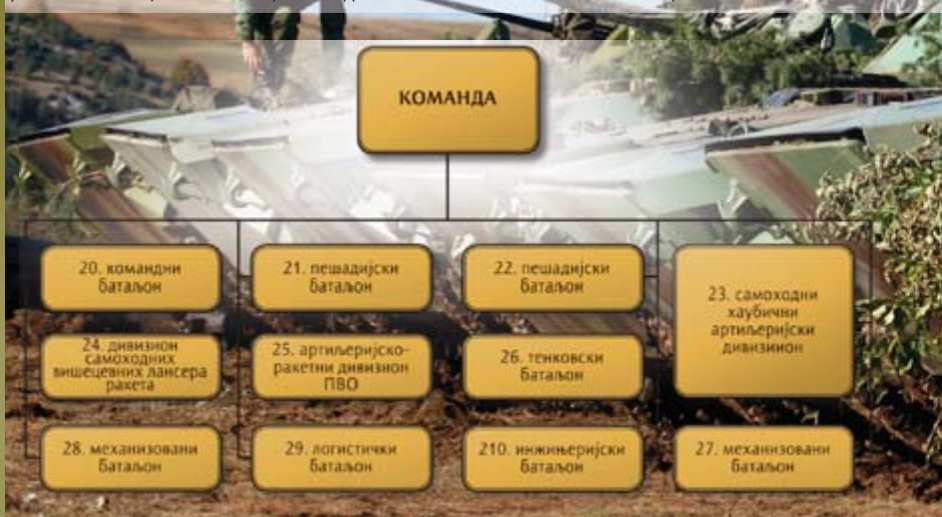 КОМАНДА
20. командни
батаљон
21. пешадијски
батаљон
22. пешадијски
батаљон
23. самоходни
хаубични
артиљеријски
дивизиион
24. дивизион
самоходних
вишецевних лансера
ракета
25. артиљеријско-
ракетни дивизион
ПВО
26. тенковски
батаљон
28. механизовани
батаљон
29. логистички
батаљон
210. инжињеријски
батаљон
27. механизовани
батаљон